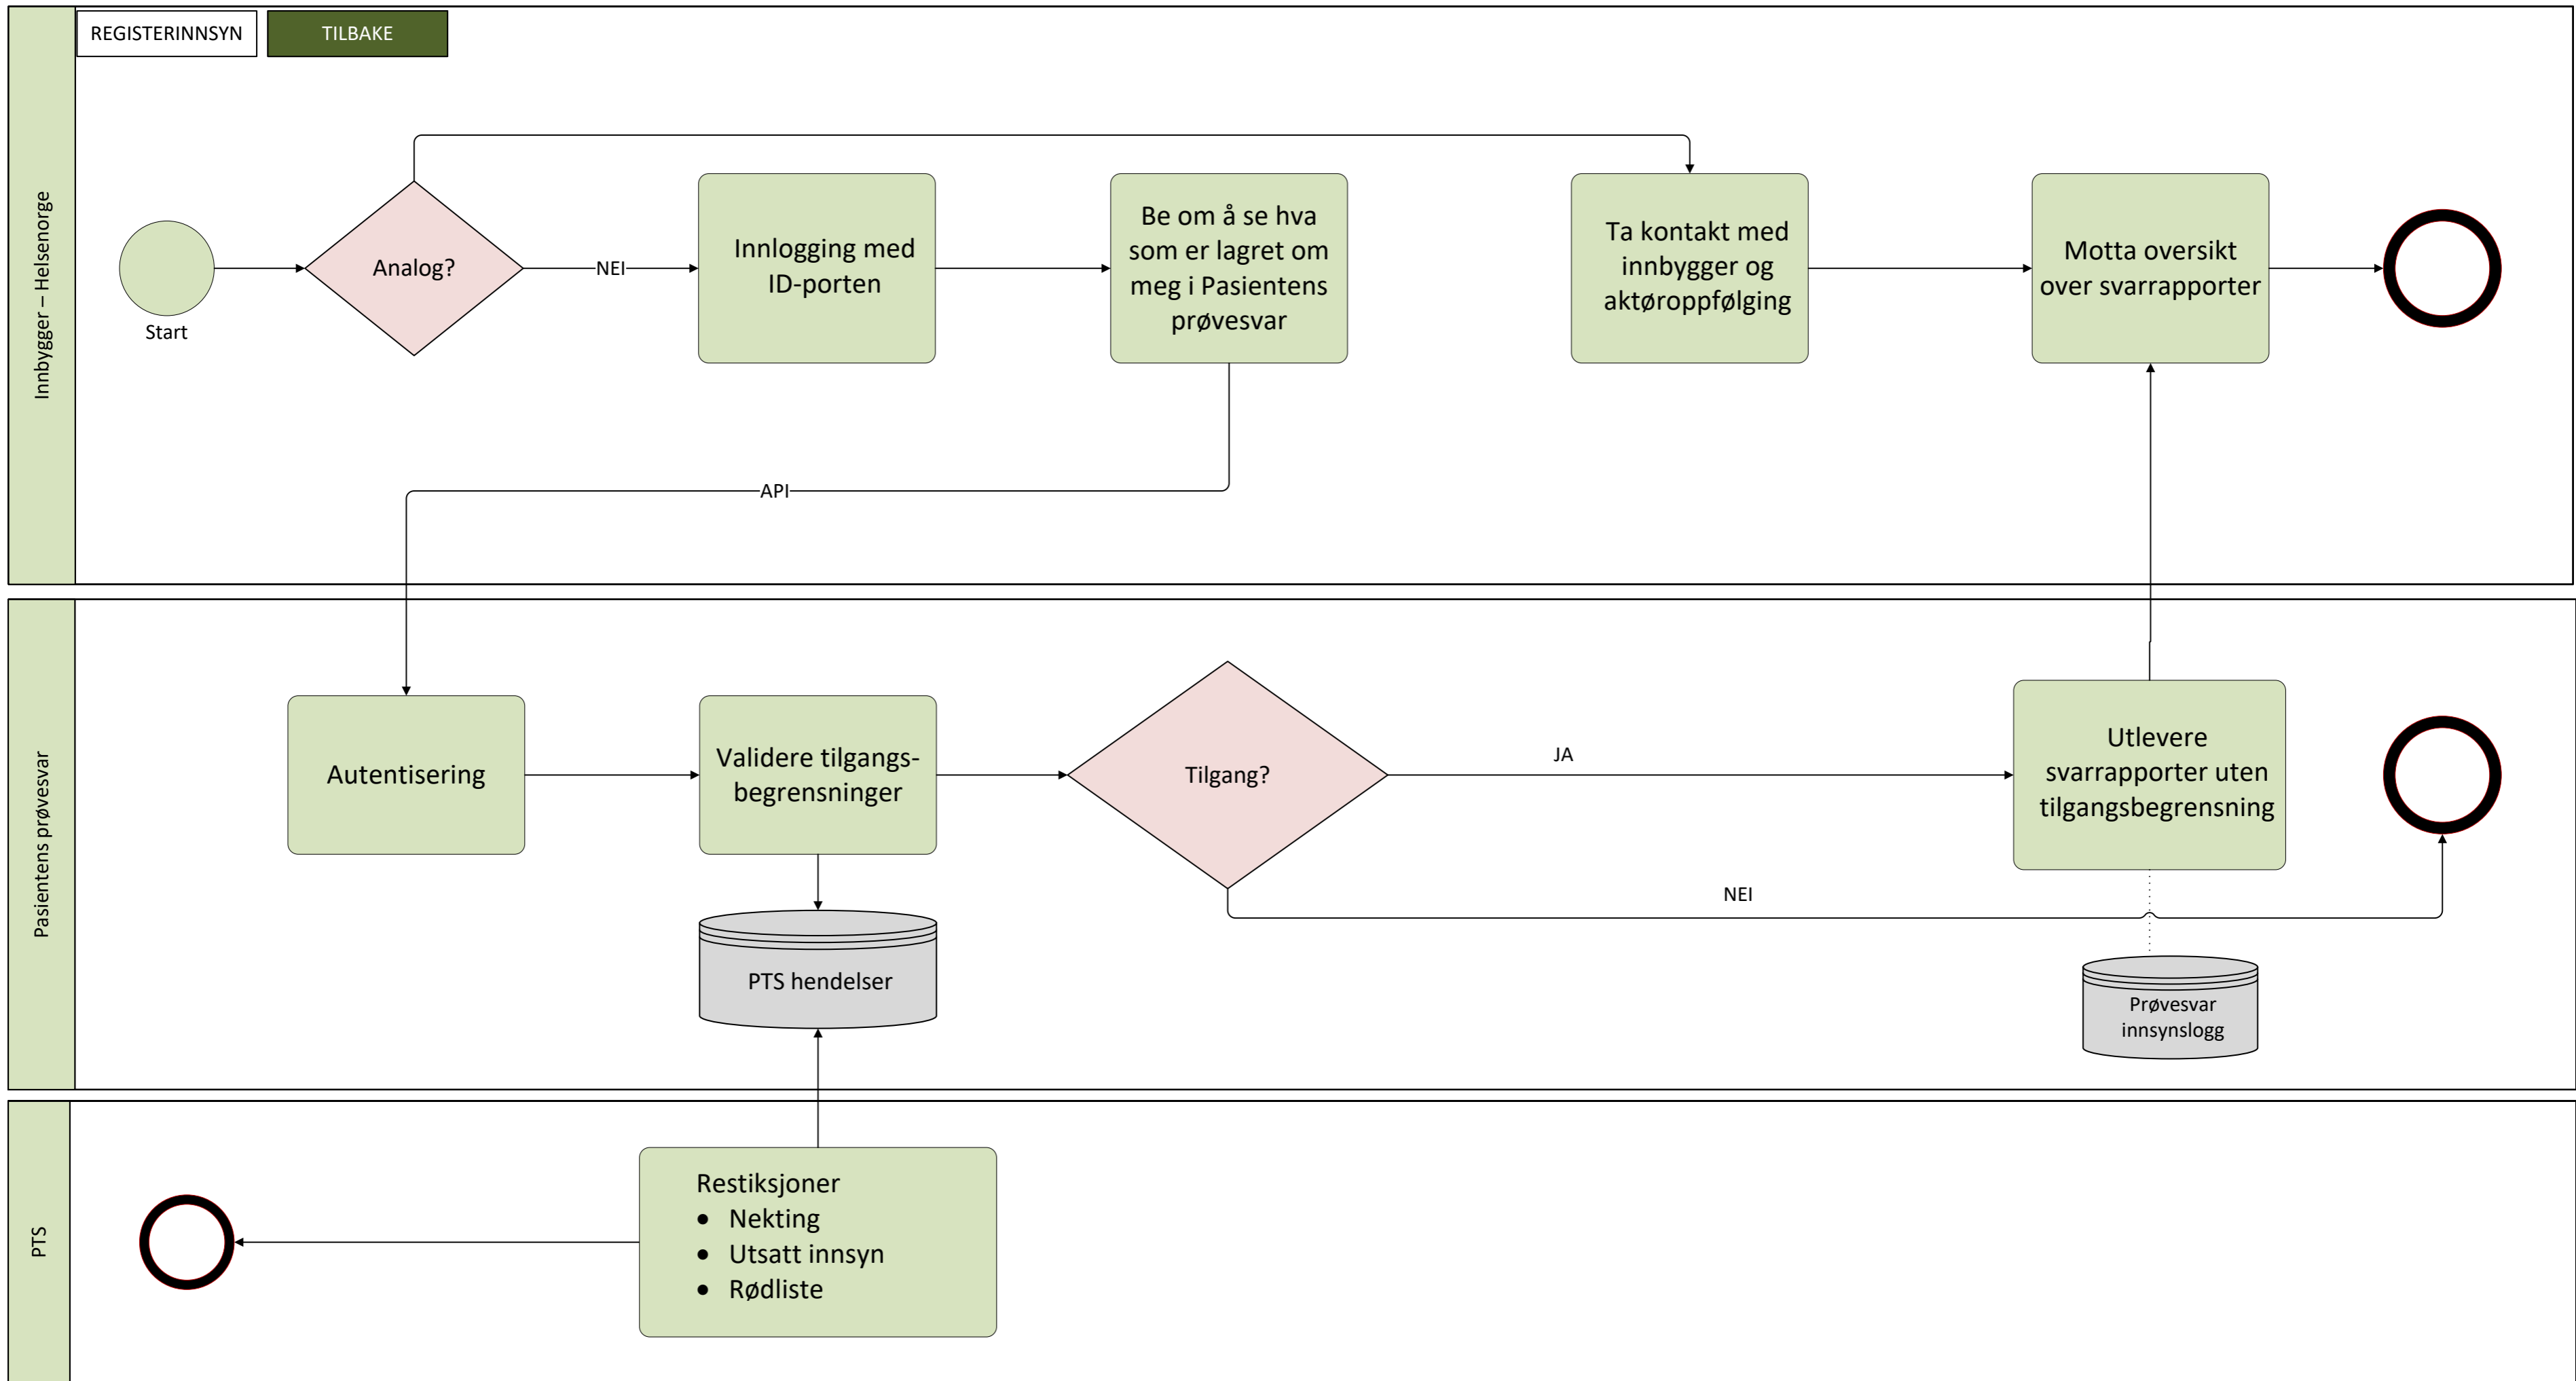 REGISTERINNSYN
TILBAKE
Innbygger – Helsenorge
Start
Analog?
NEI
Innlogging med
ID-porten
Be om å se hva
som er lagret om
meg i Pasientens
prøvesvar
Ta kontakt med
innbygger og
aktøroppfølging
Motta oversikt
over svarrapporter
API
Pasientens prøvesvar
Autentisering
Validere tilgangs-
begrensninger
Tilgang?
JA
Utlevere
svarrapporter uten
tilgangsbegrensning
NEI
PTS hendelser
Prøvesvar
innsynslogg
PTS
Restiksjoner
• Nekting
• Utsatt innsyn
• Rødliste